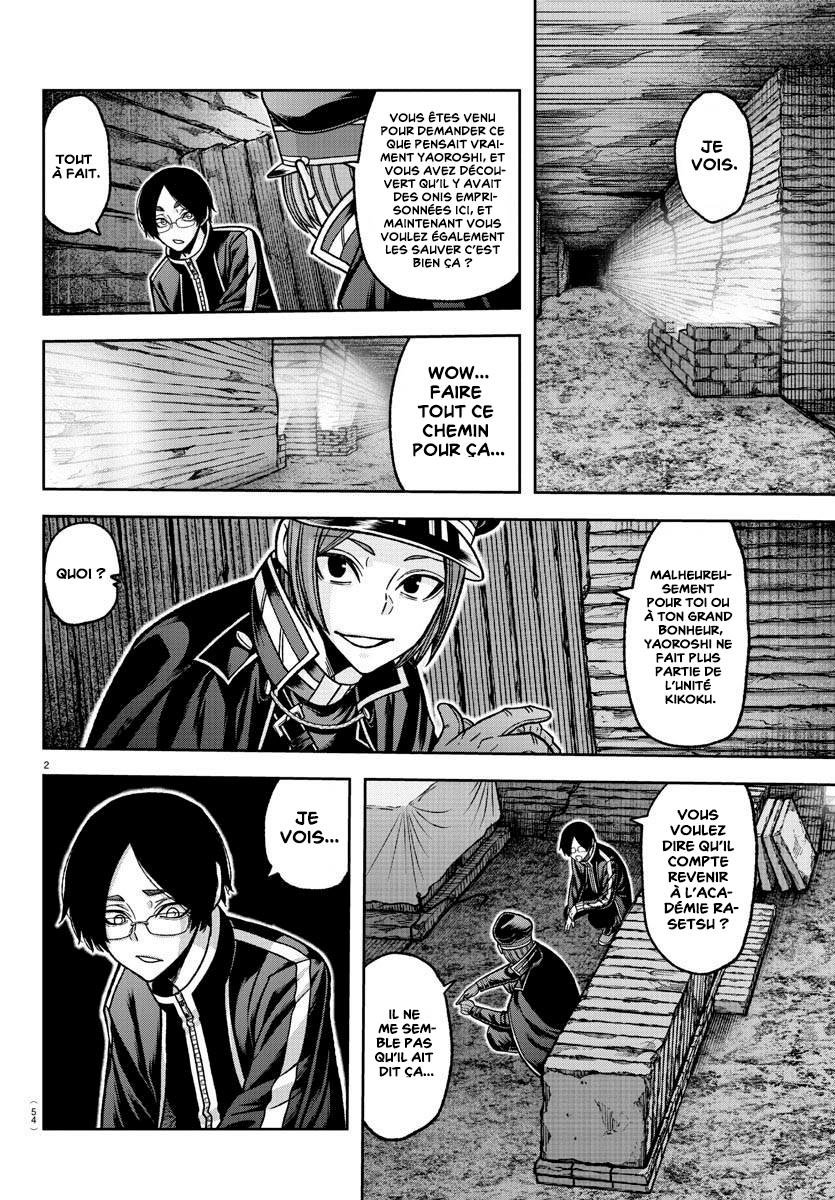 JE
VOIS.
VOUS ÊTES VENU
POUR DEMANDER CE
QUE PENSAIT VRAI-
MENT YAOROSHI, ET
VOUS AVEZ DÉCOU-
VERT QU'IL Y AVAIT
DES ONIS EMPRI-
SONNÉES ICI, ET
MAINTENANT VOUS
VOULEZ ÉGALEMENT
LES SAUVER C'EST
BIEN ÇA ?
TOUT
À FAIT.
WOW...
FAIRE
TOUT CE
CHEMIN
POUR ÇA...
MALHEUREU-
SEMENT
POUR TOI OU
À TON GRAND
BONHEUR,
YAOROSHI NE
FAIT PLUS
PARTIE DE
L'UNITÉ
KIKOKU.
QUOI ?
2
VOUS
VOULEZ
DIRE QU'IL
COMPTE
REVENIR
À L'ACA-
DÉMIE RA-
SETSU ?
IL NE
ME SEM-
BLE PAS
QU'IL AIT
DIT ÇA...
JE
VOIS...
(54)